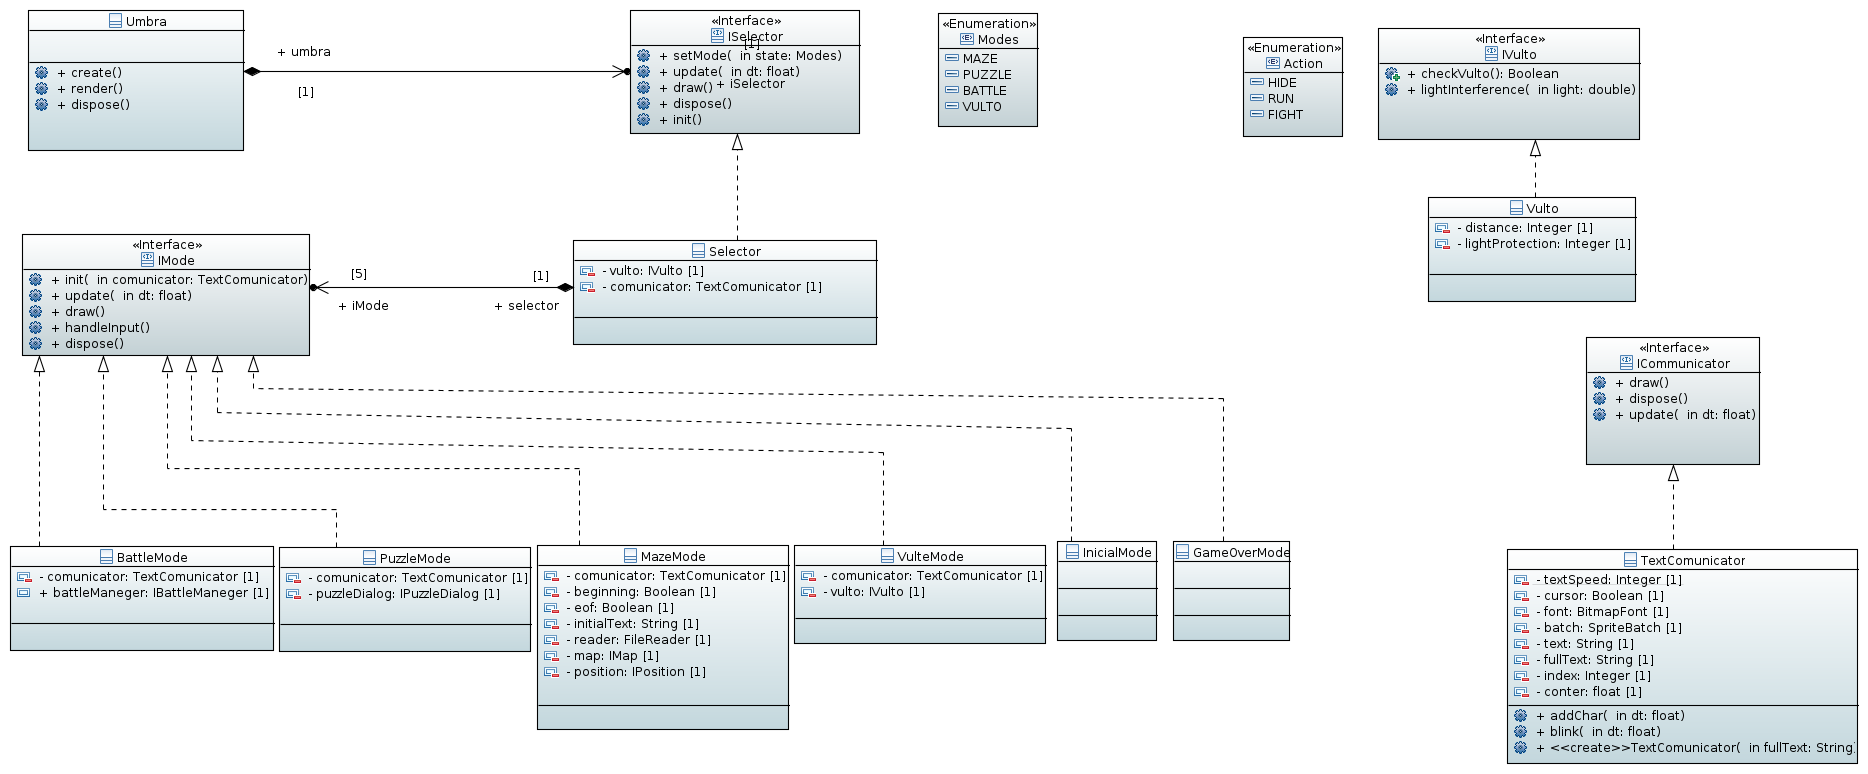 Umbra
+ create()
+ render()
+ dispose()
+ umbra
[1]
«Interface»
ISelector
[1]
+ setMode( in state: Modes)
+ update( in dt: float)
+ draw()
+ iSelector
+ dispose()
+ init()
«Enumeration»
Modes
MAZE
PUZZLE
BATTLE
VULTO
«Enumeration»
Action
HIDE
RUN
FIGHT
«Interface»
IVulto
+ checkVulto(): Boolean
+ lightInterference( in light: double)
Vulto
- distance: Integer [1]
- lightProtection: Integer [1]
«Interface»
IMode
+ init( in comunicator: TextComunicator)
+ update( in dt: float)
+ draw()
+ handleInput()
+ dispose()
[5]
+ iMode
[1]
+ selector
Selector
- vulto: IVulto [1]
- comunicator: TextComunicator [1]
«Interface»
ICommunicator
+ draw()
+ dispose()
+ update( in dt: float)
BattleMode
- comunicator: TextComunicator [1]
+ battleManeger: IBattleManeger [1]
PuzzleMode
- comunicator: TextComunicator [1]
- puzzleDialog: IPuzzleDialog [1]
MazeMode
- comunicator: TextComunicator [1]
- beginning: Boolean [1]
- eof: Boolean [1]
- initialText: String [1]
- reader: FileReader [1]
- map: IMap [1]
- position: IPosition [1]
VulteMode
- comunicator: TextComunicator [1]
- vulto: IVulto [1]
InicialMode
GameOverMode
TextComunicator
- textSpeed: Integer [1]
- cursor: Boolean [1]
- font: BitmapFont [1]
- batch: SpriteBatch [1]
- text: String [1]
- fullText: String [1]
- index: Integer [1]
- conter: float [1]
+ addChar( in dt: float)
+ blink( in dt: float)
+ <<create>>TextComunicator( in fullText: String)